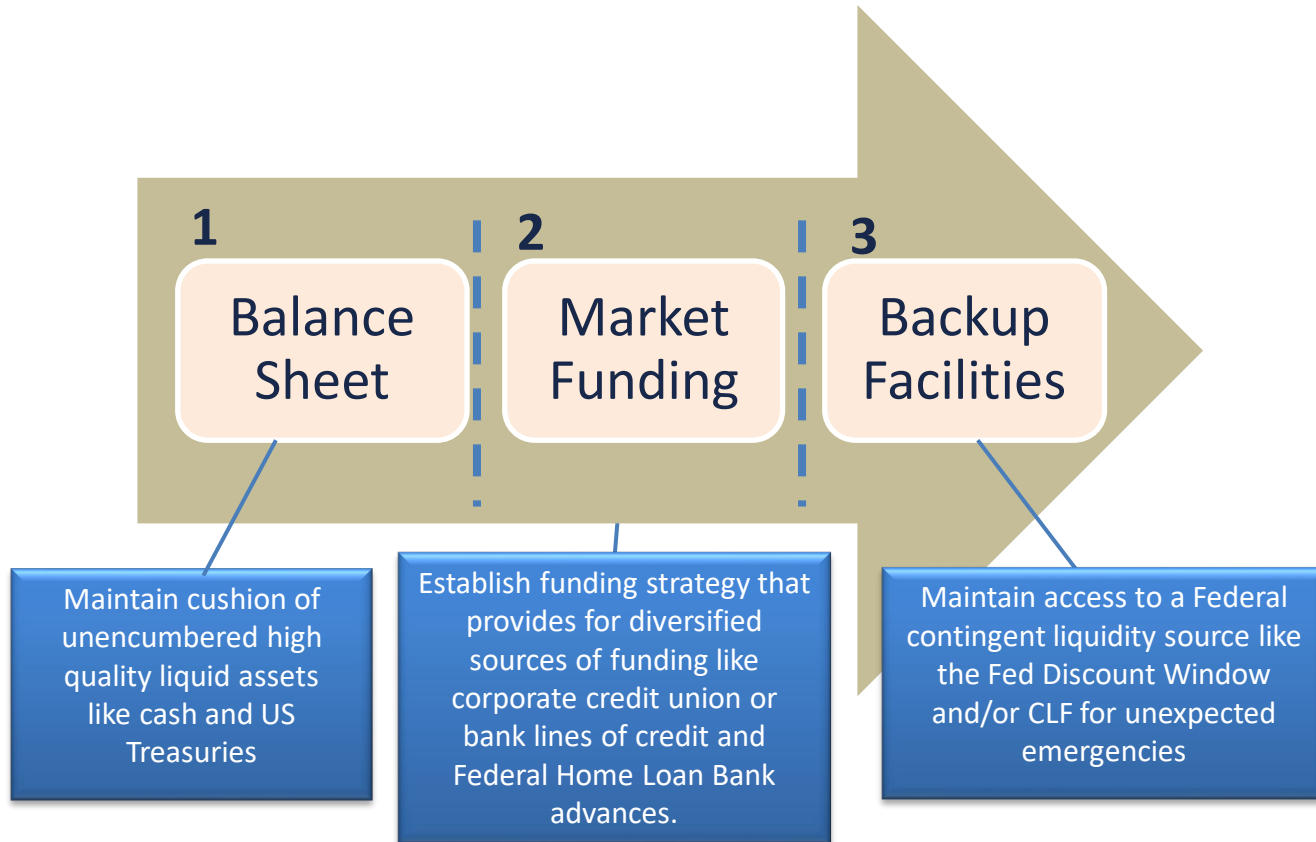 1
Balance
Sheet
2
Market
Funding
3
Backup
Facilities
Maintain cushion of
unencumbered high
quality liquid assets
like cash and US
Treasuries
Establish funding strategy that
provides for diversified
sources of funding like
corporate credit union or
bank lines of credit and
Federal Home Loan Bank
advances.
Maintain access to a Federal
contingent liquidity source like
the Fed Discount Window
and/or CLF for unexpected
emergencies